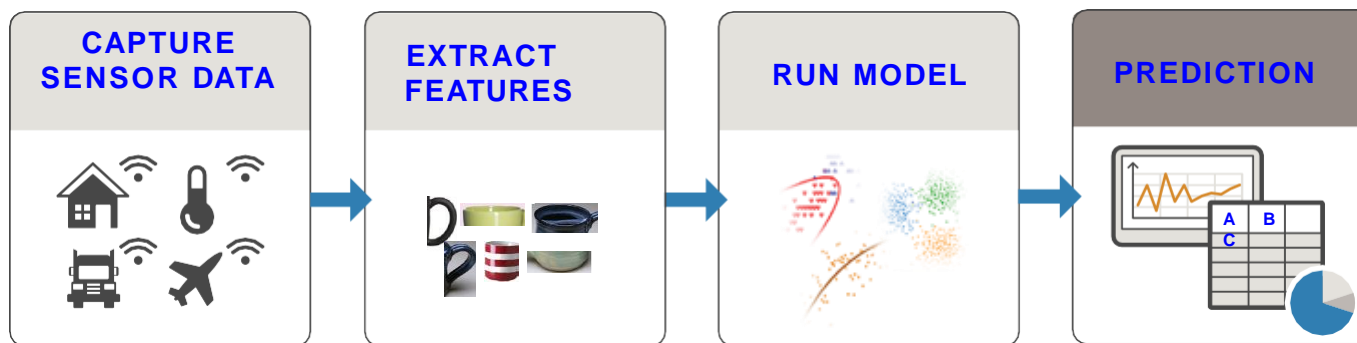 CAPTURE
SENSOR DATA
EXTRACT
FEATURES
RUN MODEL
PREDICTION
A B
C